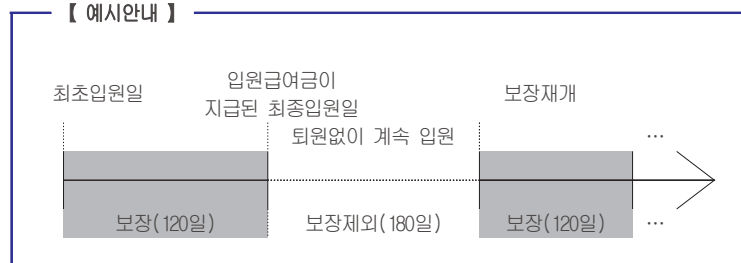 【 예시안내 】
최초입원일
입원급여금이
지급된 최종입원일
보장재개
퇴원없이 계속 입원
…
보장(120일)
보장제외(180일)
보장(120일)
…